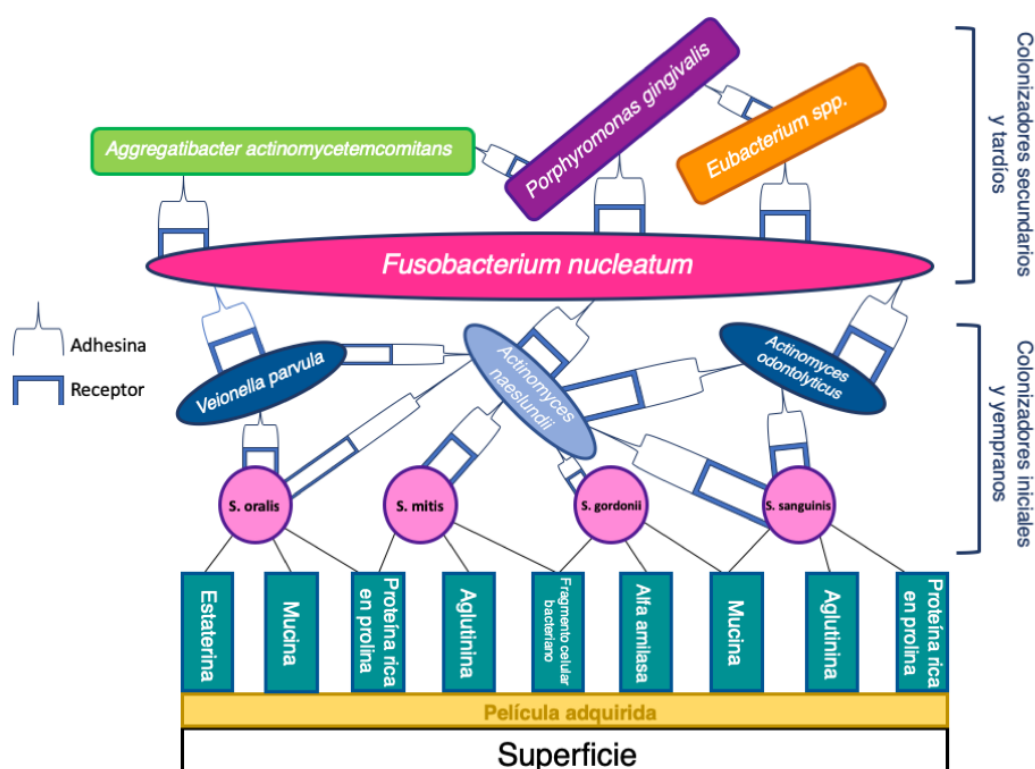 Colonizadores secundarios
y tardíos
Porphyromonas gingivalis
Eubacterium spp.
Aggregatibacter actinomycetemcomitans
Fusobacterium nucleatum
Adhesina
Receptor
Colonizadores iniciales
y yempranos
Veionella parvula
Actinomyces
naeslundii
Actinomyces
odontolyticus
S. oralis
S. mitis
S. gordonii
S. sanguinis
Estaterina
Mucina
Proteína rica
en prolina
Aglutinina
Fragmento celular
bacteriano
Alfa amilasa
Mucina
Aglutinina
Proteína rica
en prolina
Película adquirida
Superficie